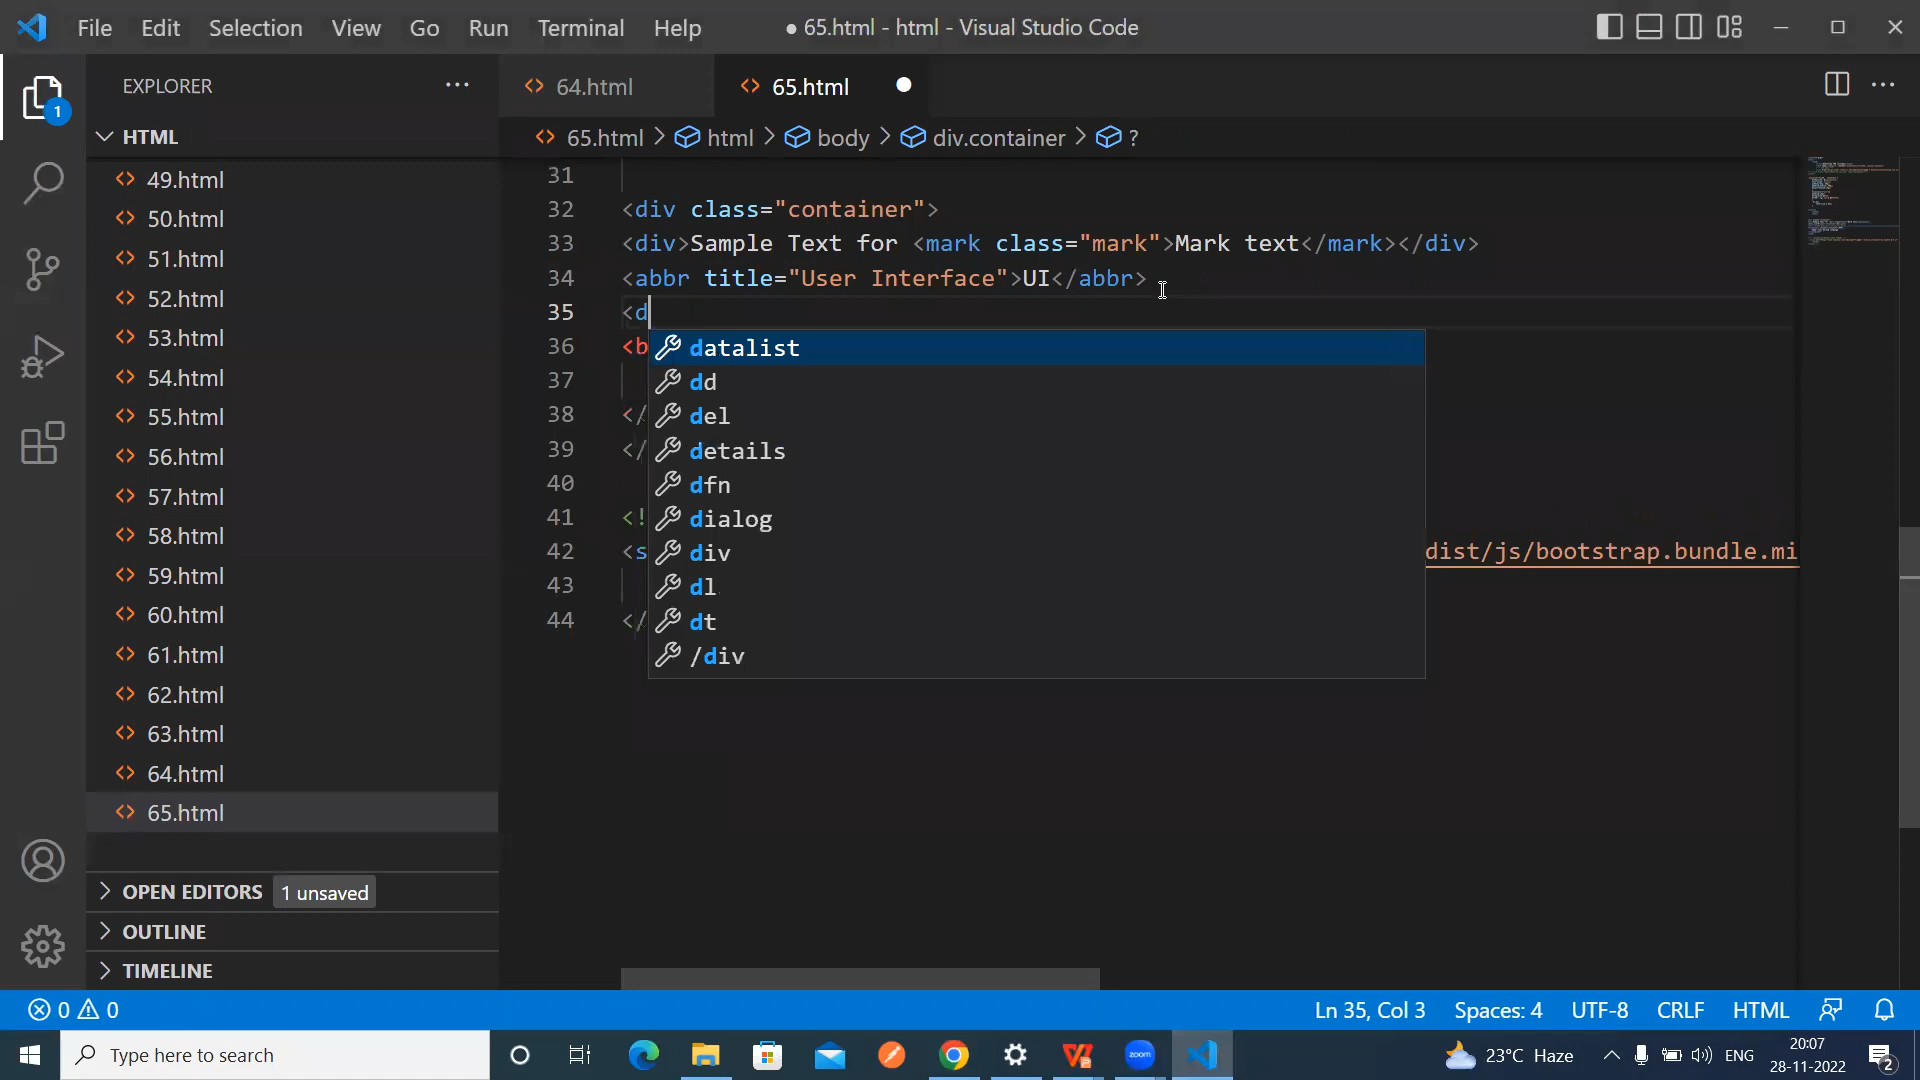 File Edit Selection View Go Run Terminal Help
● 65.html - html - Visual Studio Code
EXPLORER
64.html
65.html
1
HTML
65.html > html > body > div.container > ?
49.html
50.html
51.html
52.html
53.html
54.html
55.html
56.html
57.html
58.html
59.html
60.html
61.html
62.html
63.html
64.html
65.html
OPEN EDITORS 1 unsaved
OUTLINE
TIMELINE
31
32 <div class="container">
33 <div>Sample Text for <mark class="mark">Mark text</mark></div>
34 <abbr title="User Interface">UI</abbr>
35 <d
36 <b
37
38 </
39 </
40
41 <!
42 <s dist/js/bootstrap.bundle.mi
43
44 </
datalist
dd
del
details
dfn
dialog
div
dl
dt
/div
0 0
Ln 35, Col 3 Spaces: 4 UTF-8 CRLF HTML
Type here to search
zoom
23°C Haze
ENG
20:07
28-11-2022
2